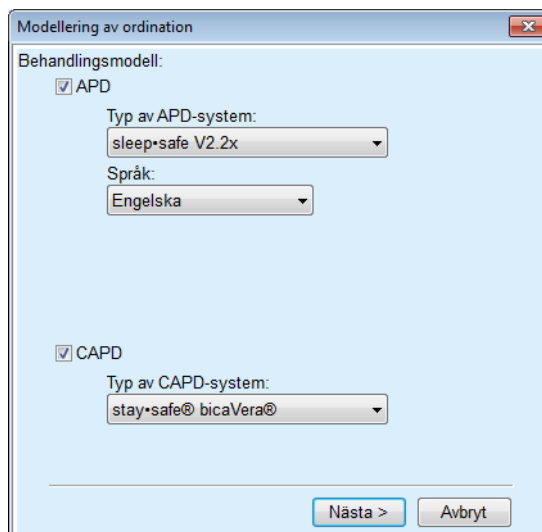 Modellering av ordination
Behandlingsmodell:
APD
Typ av APD-system:
sleep•safe V2.2x
Språk:
Engelska
CAPD
Typ av CAPD-system:
stay•safe® bicaVera®
Nästa >
Avbryt